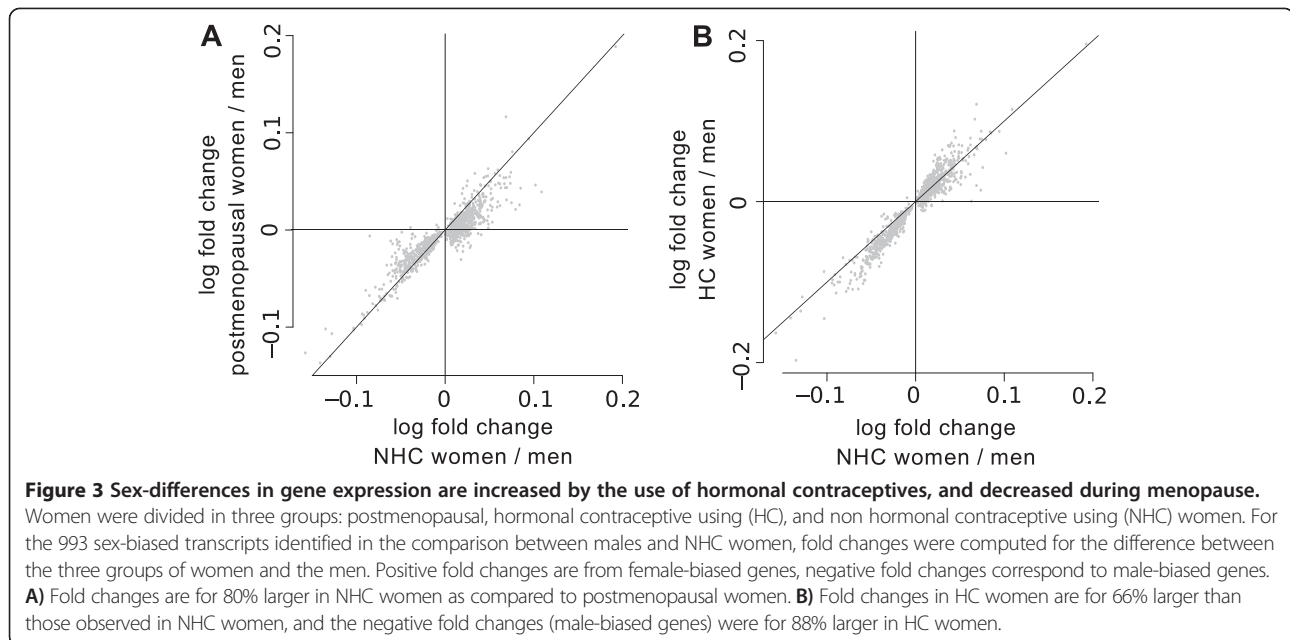 A
B
0.2
0.1
0
−0.1
log fold change
postmenopausal women / men
−0.1
0
0.1
0.2
log fold change
NHC women / men
0.2
0
−0.2
log fold change
HC women / men
−0.1
0
0.1
0.2
log fold change
NHC women / men
Figure 3 Sex-differences in gene expression are increased by the use of hormonal contraceptives, and decreased during menopause.
Women were divided in three groups: postmenopausal, hormonal contraceptive using (HC), and non hormonal contraceptive using (NHC) women. For
the 993 sex-biased transcripts identified in the comparison between males and NHC women, fold changes were computed for the difference between
the three groups of women and the men. Positive fold changes are from female-biased genes, negative fold changes correspond to male-biased genes.
A) Fold changes are for 80% larger in NHC women as compared to postmenopausal women. B) Fold changes in HC women are for 66% larger than
those observed in NHC women, and the negative fold changes (male-biased genes) were for 88% larger in HC women.